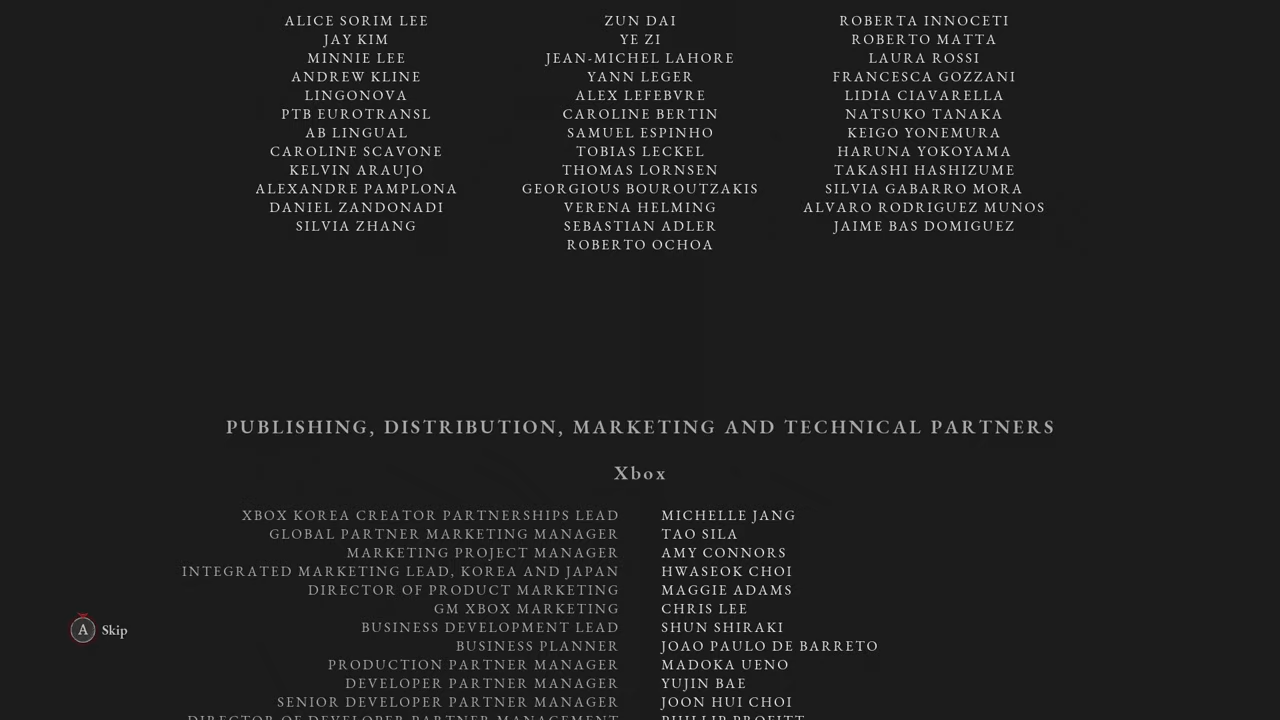 ALICE SORIM LEE
JAY KIM
MINNIE LEE
ANDREW KLINE
LINGONOVA
PTB EUROTRANSL
AB LINGUAL
CAROLINE SCAVONE
KELVIN ARAUJO
ALEXANDRE PAMPLONA
DANIEL ZANDONADI
SILVIA ZHANG
ZUN DAI
YE ZI
JEAN-MICHEL LAHORE
YANN LEGER
ALEX LEFEBVRE
CAROLINE BERTIN
SAMUEL ESPINHO
TOBIAS LECKEL
THOMAS LORNSEN
GEORGIOUS BOUROUTZAKIS
VERENA HELMING
SEBASTIAN ADLER
ROBERTO OCHOA
ROBERTA INNOCETI
ROBERTO MATTA
LAURA ROSSI
FRANCESCA GOZZANI
LIDIA CIAVARELLA
NATSUKO TANAKA
KEIGO YONEMURA
HARUNA YOKOYAMA
TAKASHI HASHIZUME
SILVIA GABARRO MORA
ALVARO RODRIGUEZ MUNOS
JAIME BAS DOMIGUEZ
PUBLISHING, DISTRIBUTION, MARKETING AND TECHNICAL PARTNERS
Xbox
XBOX KOREA CREATOR PARTNERSHIPS LEAD MICHELLE JANG
GLOBAL PARTNER MARKETING MANAGER TAO SILA
MARKETING PROJECT MANAGER AMY CONNORS
INTEGRATED MARKETING LEAD, KOREA AND JAPAN HWASEOK CHOI
DIRECTOR OF PRODUCT MARKETING MAGGIE ADAMS
GM XBOX MARKETING CHRIS LEE
BUSINESS DEVELOPMENT LEAD SHUN SHIRAKI
BUSINESS PLANNER JOAO PAULO DE BARRETO
PRODUCTION PARTNER MANAGER MADOKA UENO
DEVELOPER PARTNER MANAGER YUJIN BAE
SENIOR DEVELOPER PARTNER MANAGER JOON HUI CHOI
DIRECTOR OF DEVELOPER PARTNER MANAGEMENT PHILLIP PROFITT
A Skip